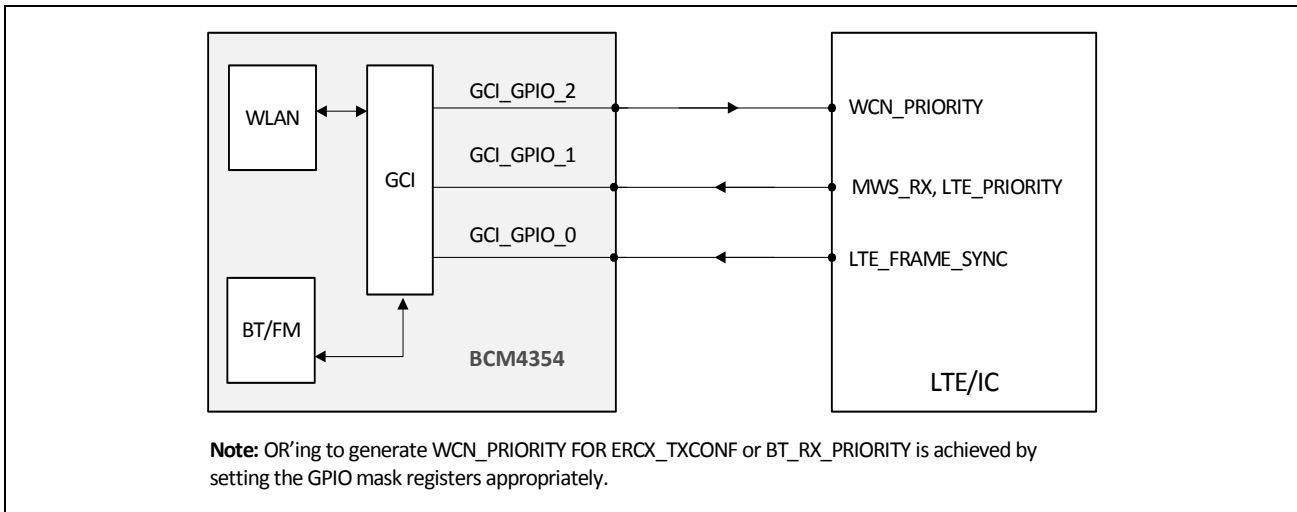 GCI_GPIO_2
WCN_PRIORITY
WLAN
GCI_GPIO_1
GCI
MWS_RX, LTE_PRIORITY
GCI_GPIO_0
LTE_FRAME_SYNC
BT/FM
BCM4354
LTE/IC
Note: OR'ing to generate WCN_PRIORITY FOR ERCX_TXCONF or BT_RX_PRIORITY is achieved by
setting the GPIO mask registers appropriately.